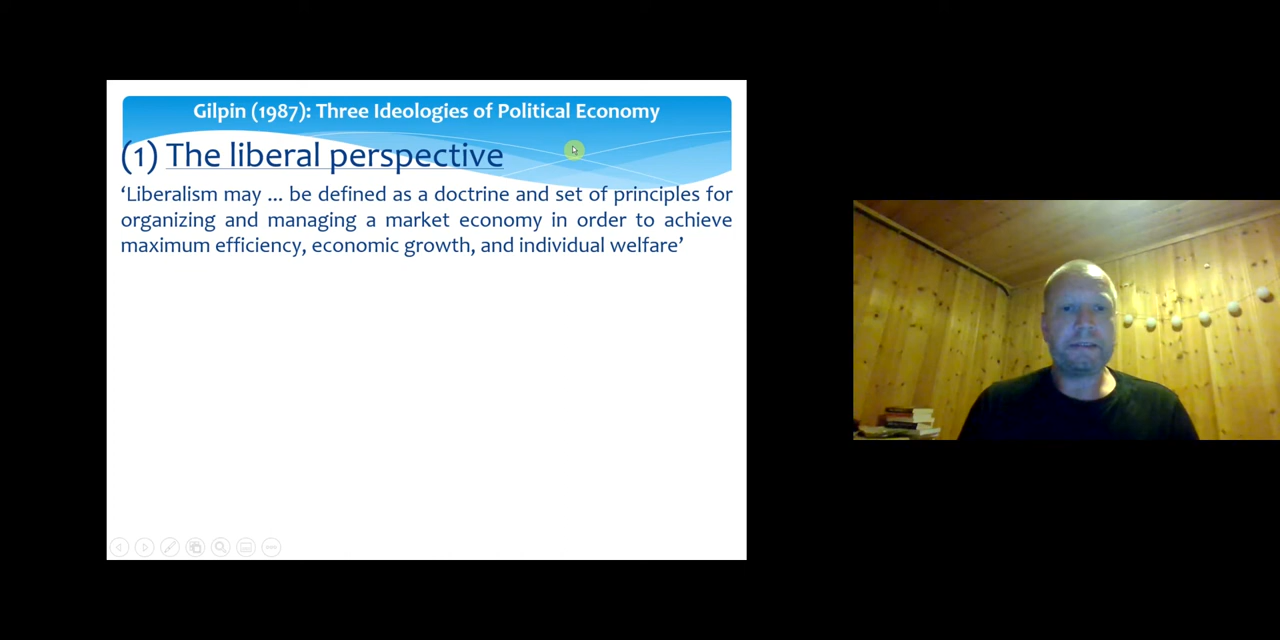 Gilpin (1987): Three Ideologies of Political Economy
(1) The liberal perspective
‘Liberalism may ... be defined as a doctrine and set of principles for
organizing and managing a market economy in order to achieve
maximum efficiency, economic growth, and individual welfare’